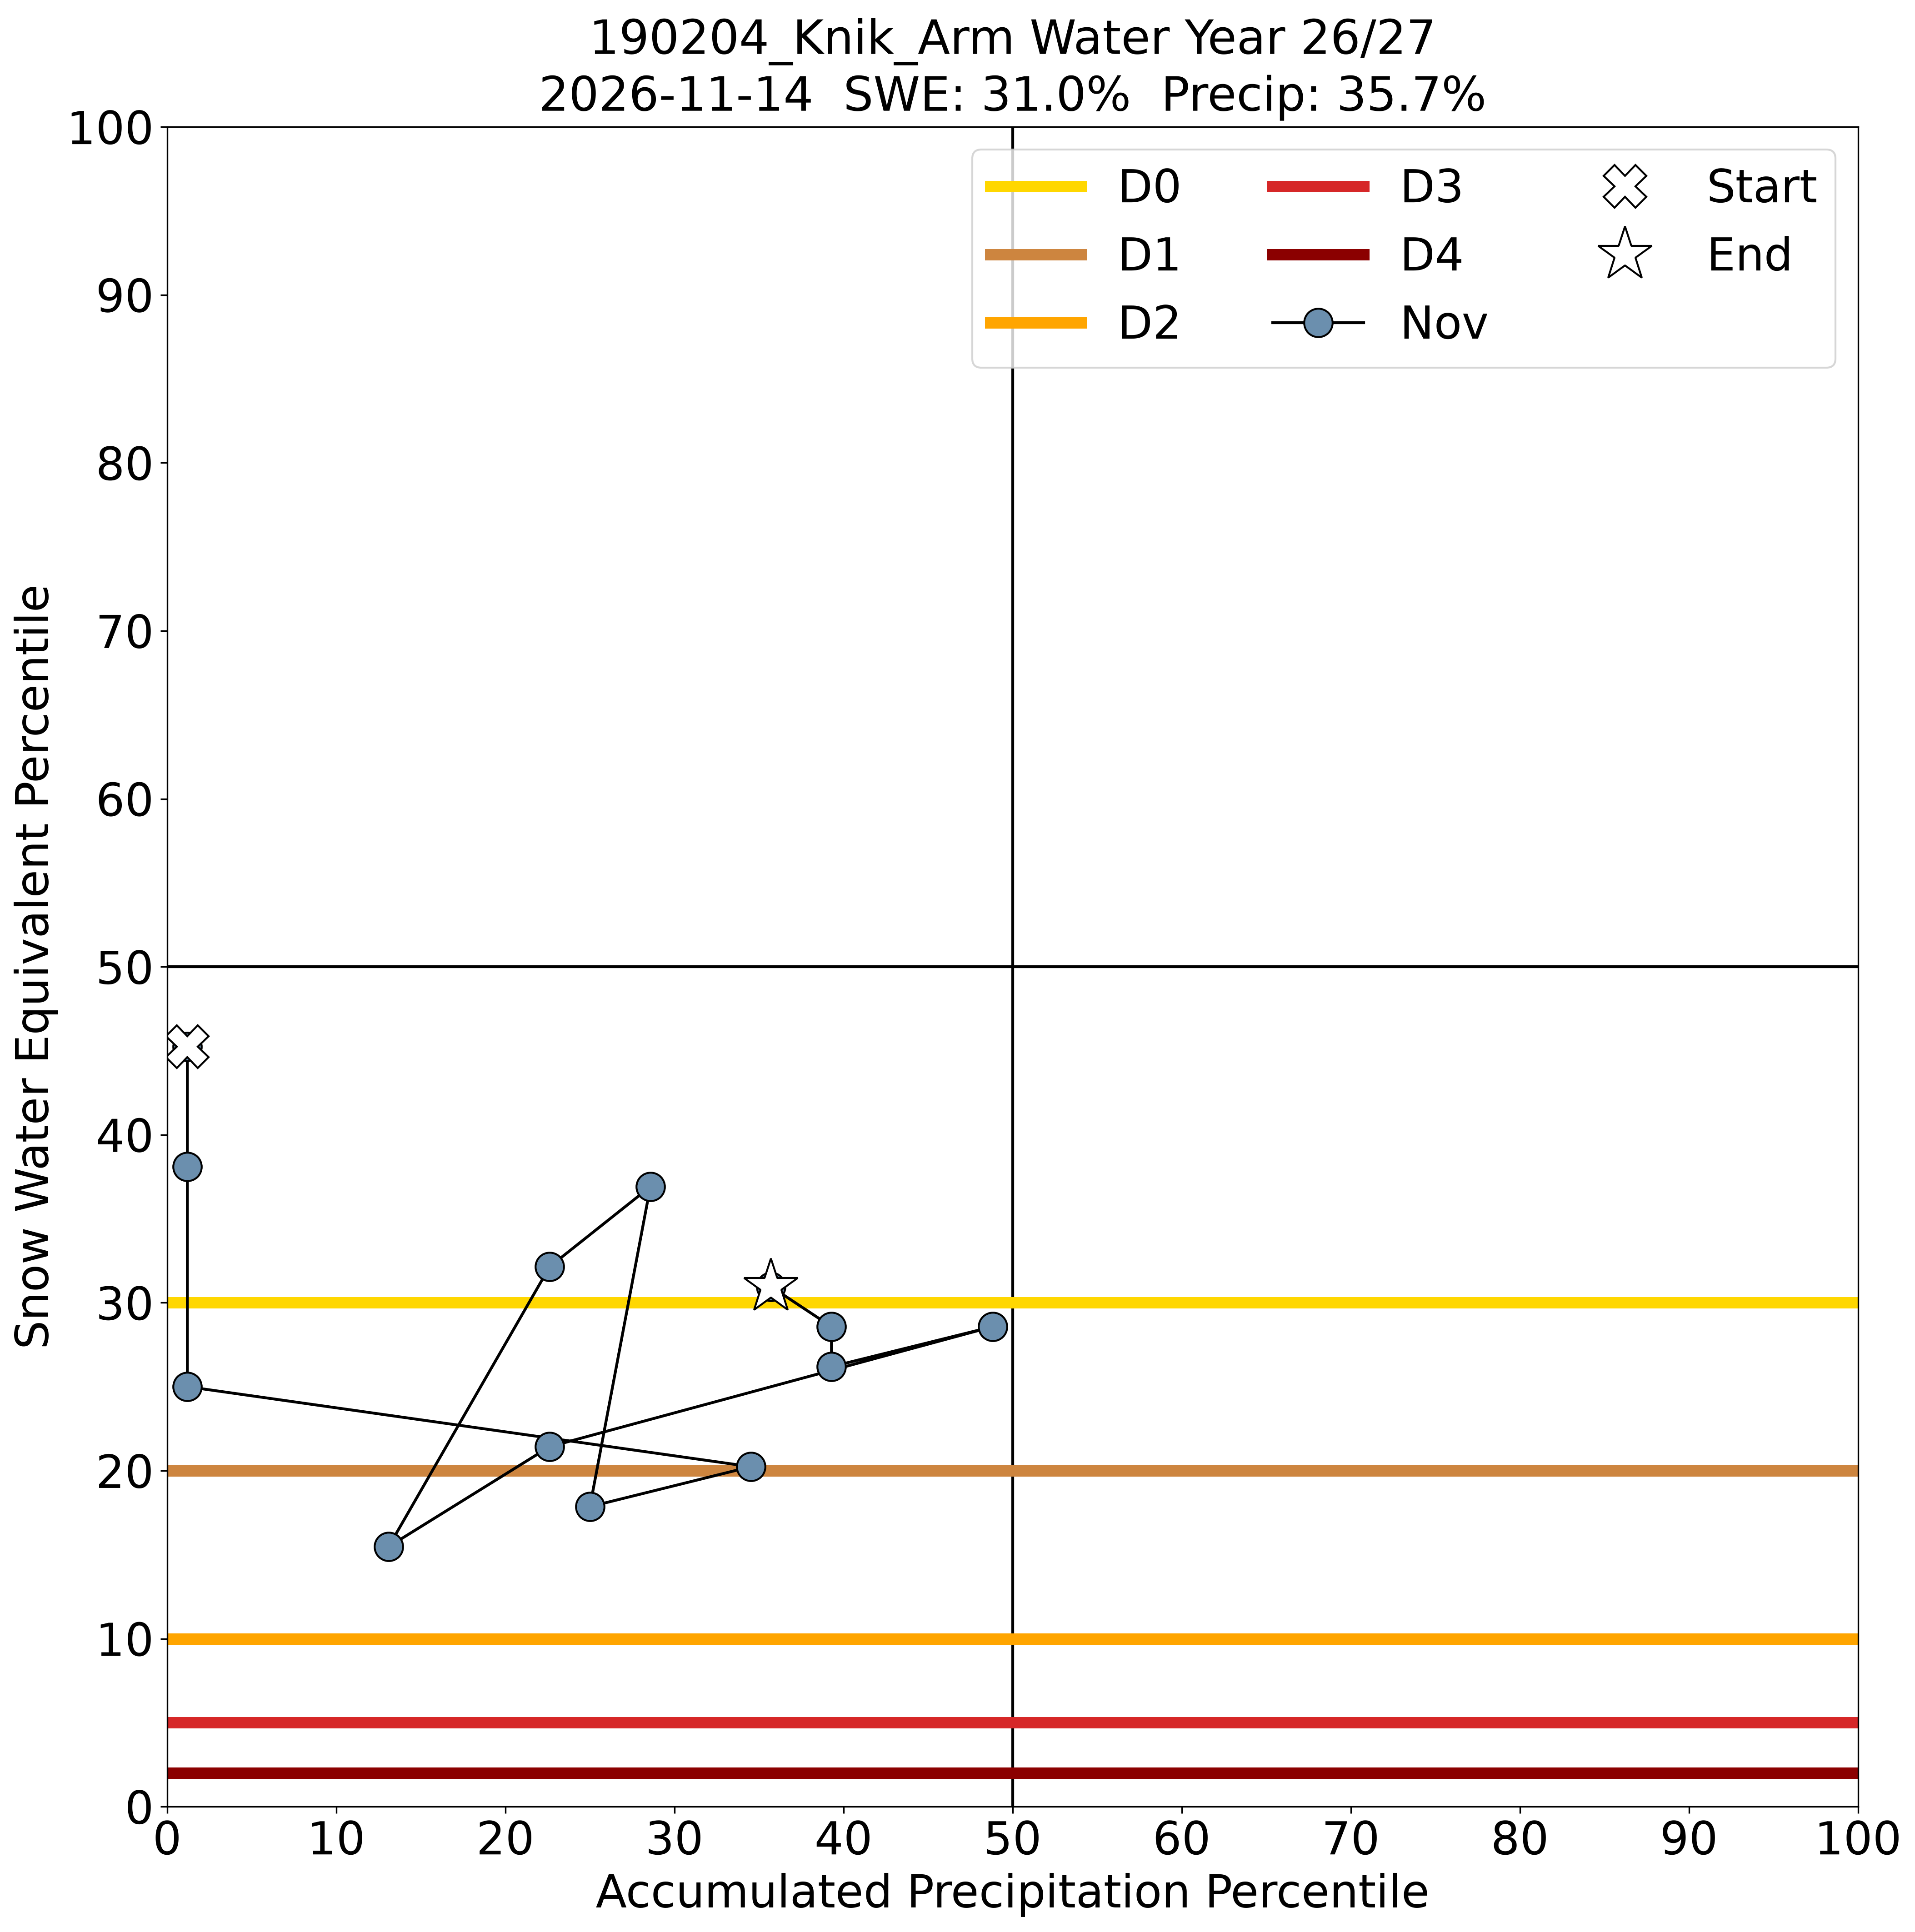 190204_Knik_Arm Water Year 26/27
2026-11-14  SWE: 31.0%  Precip: 35.7%
D0
D1
D2
D3
D4
Nov
Start
End
Snow Water Equivalent Percentile
100
90
80
70
60
50
40
30
20
10
0
0 10 20 30 40 50 60 70 80 90 100
Accumulated Precipitation Percentile